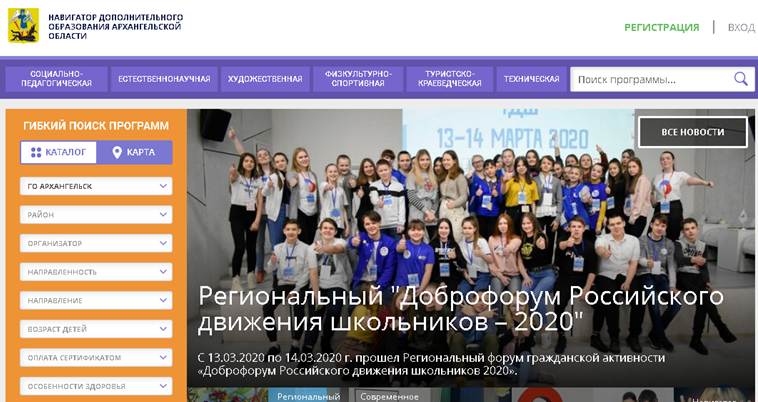 НАВИГАТОР ДОПОЛНИТЕЛЬНОГО
ОБРАЗОВАНИЯ АРХАНГЕЛЬСКОЙ
ОБЛАСТИ
РЕГИСТРАЦИЯ
ВХОД
СОЦИАЛЬНО-
ПЕДАГОГИЧЕСКАЯ
ЕСТЕСТВЕННОНАУЧНАЯ
ХУДОЖЕСТВЕННАЯ
ФИЗКУЛЬТУРНО-
СПОРТИВНАЯ
ТУРИСТСКО-
КРАЕВЕДЧЕСКАЯ
ТЕХНИЧЕСКАЯ
Поиск программы...
ГИБКИЙ ПОИСК ПРОГРАММ
КАТАЛОГ
КАРТА
ГО АРХАНГЕЛЬСК
РАЙОН
ОРГАНИЗАТОР
НАПРАВЛЕННОСТЬ
НАПРАВЛЕНИЕ
ВОЗРАСТ ДЕТЕЙ
ОПЛАТА СЕРТИФИКАТОМ
ОСОБЕННОСТИ ЗДОРОВЬЯ
13-14 МАРТА 2020
ВСЕ НОВОСТИ
Региональный "Доброфорум Российского
движения школьников – 2020"
С 13.03.2020 по 14.03.2020 г. прошел Региональный форум гражданской активности
«Доброфорум Российского движения школьников 2020».
Региональный
Современное
Навигатор